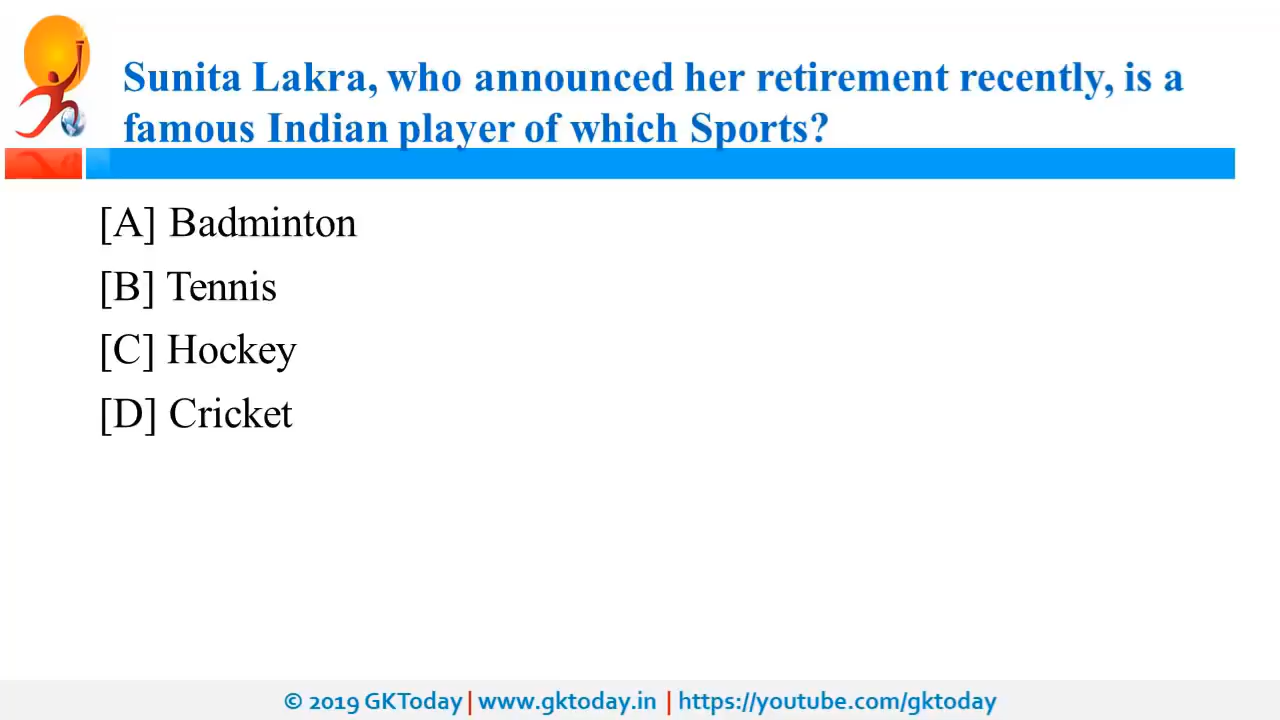 Sunita Lakra, who announced her retirement recently, is a
famous Indian player of which Sports?
[A] Badminton
[B] Tennis
[C] Hockey
[D] Cricket
© 2019 GKToday | www.gktoday.in | https://youtube.com/gktoday